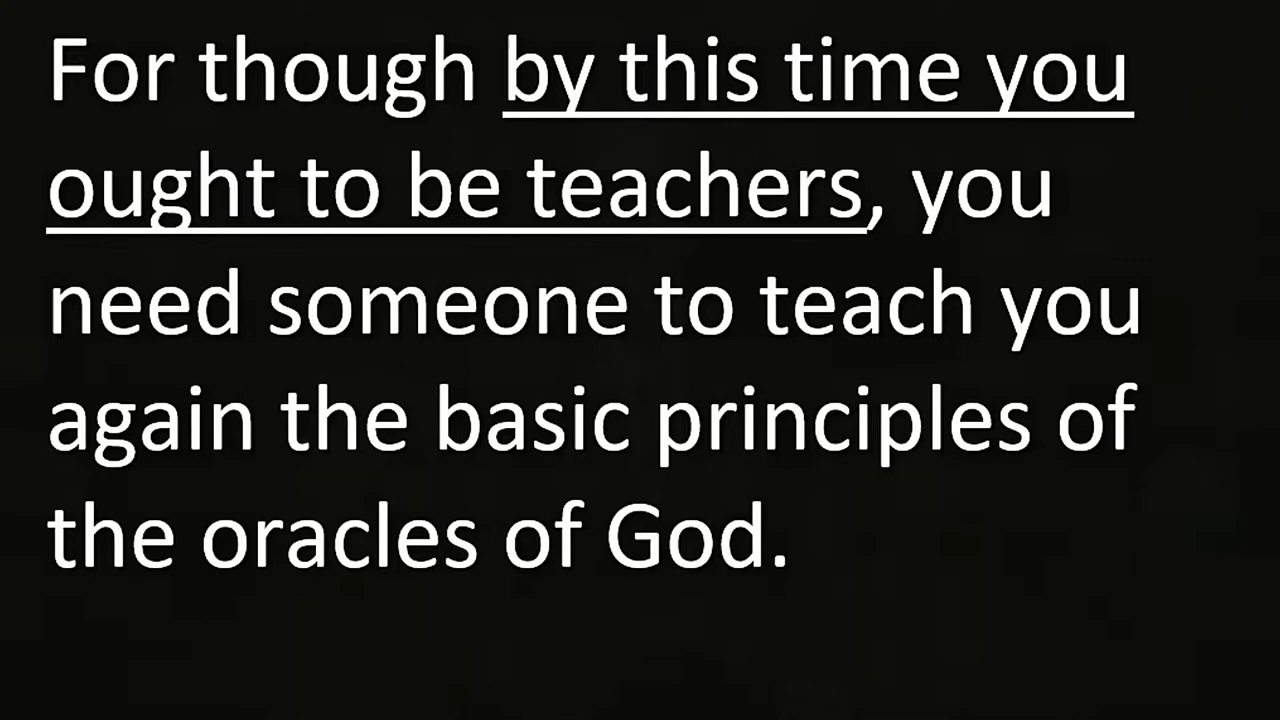 For though by this time you
ought to be teachers, you
need someone to teach you
again the basic principles of
the oracles of God.